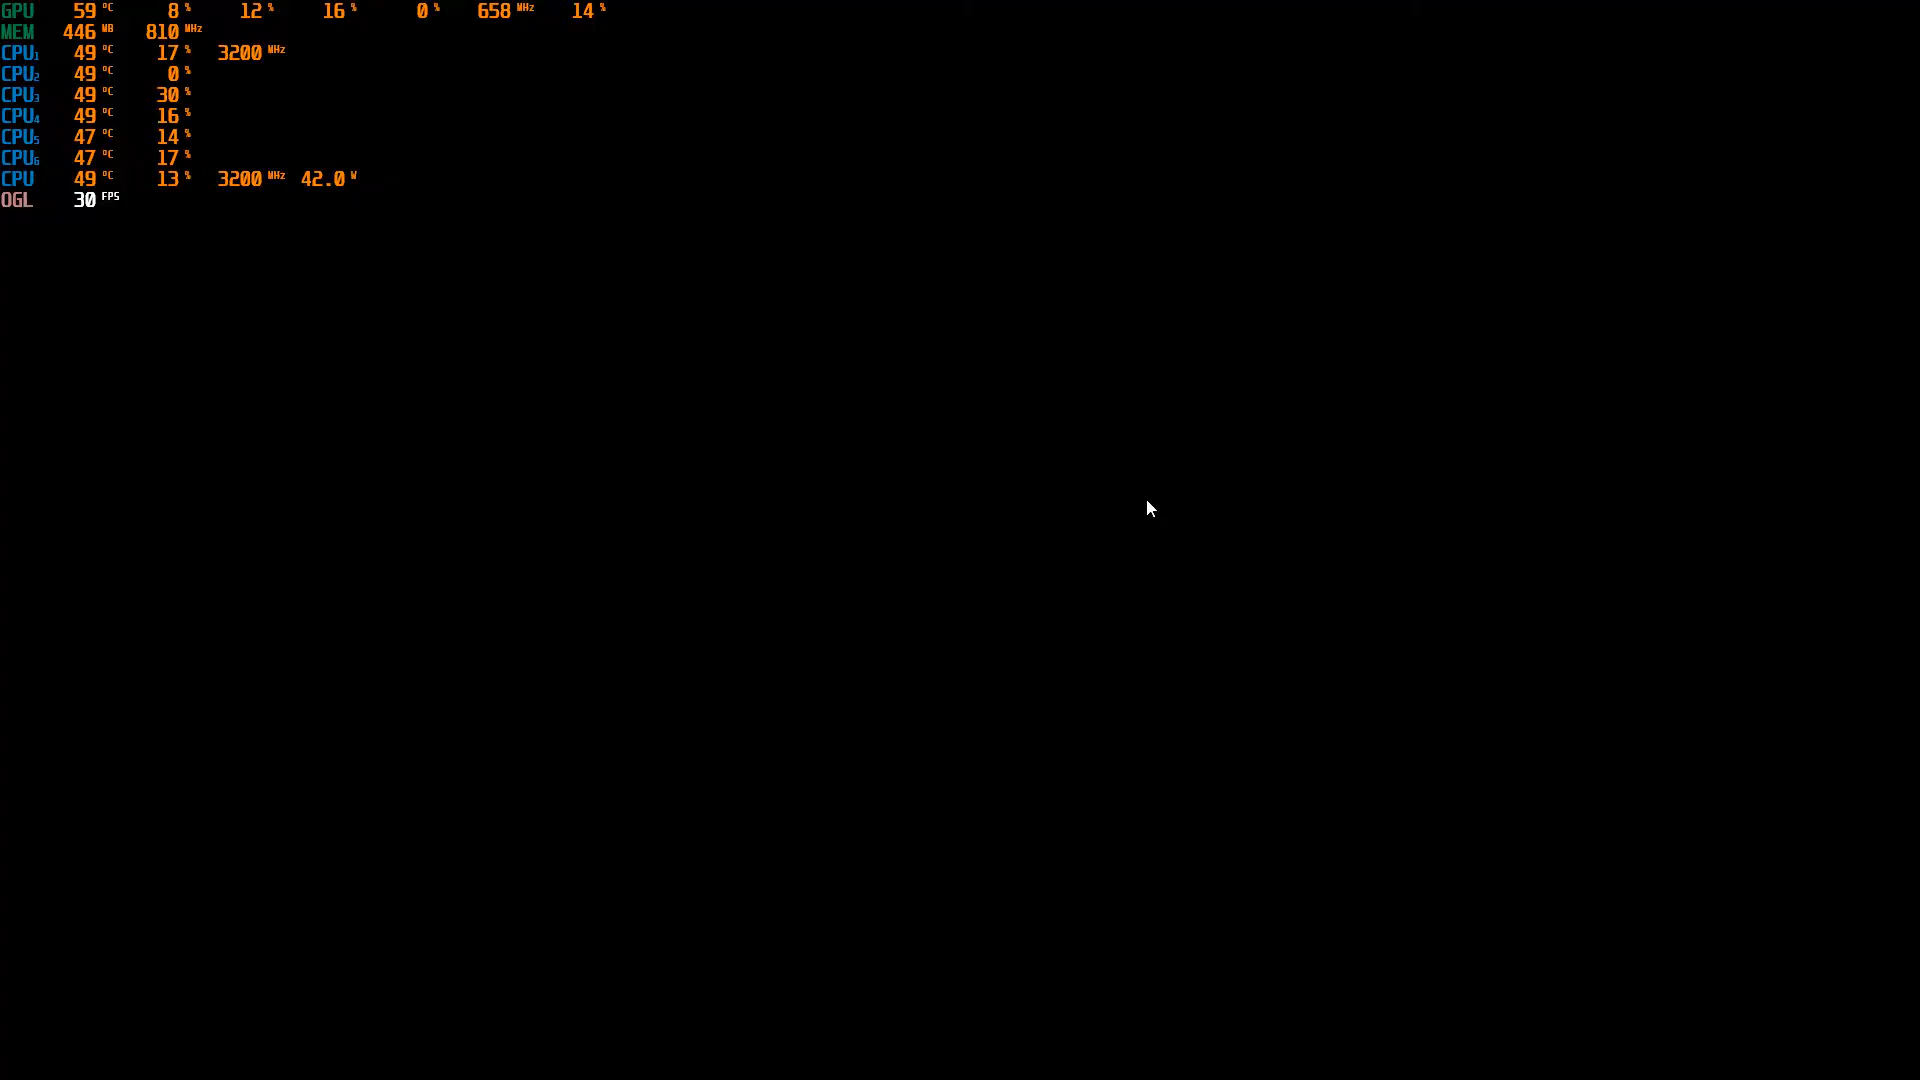 GPU 59 °C 8 % 12 % 16 % 0 % 658 MHz 14 %
MEM 446 MB 810 MHz
CPU1 49 °C 17 % 3200 MHz
CPU2 49 °C 0 %
CPU3 49 °C 30 %
CPU4 49 °C 16 %
CPU5 47 °C 14 %
CPU6 47 °C 17 %
CPU 49 °C 13 % 3200 MHz 42.0 W
OGL 30 FPS